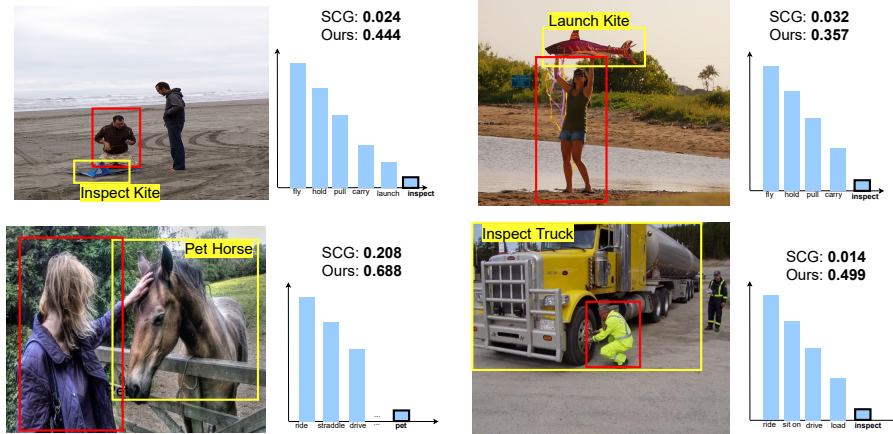 SCG: 0.024
Ours: 0.444
Inspect Kite
fly hold pull carry launch inspect
Launch Kite
SCG: 0.032
Ours: 0.357
fly hold pull carry inspect
Pet Horse
Pet
SCG: 0.208
Ours: 0.688
... ...
ride straddle drive pet
Inspect Truck
SCG: 0.014
Ours: 0.499
ride sit on drive load inspect